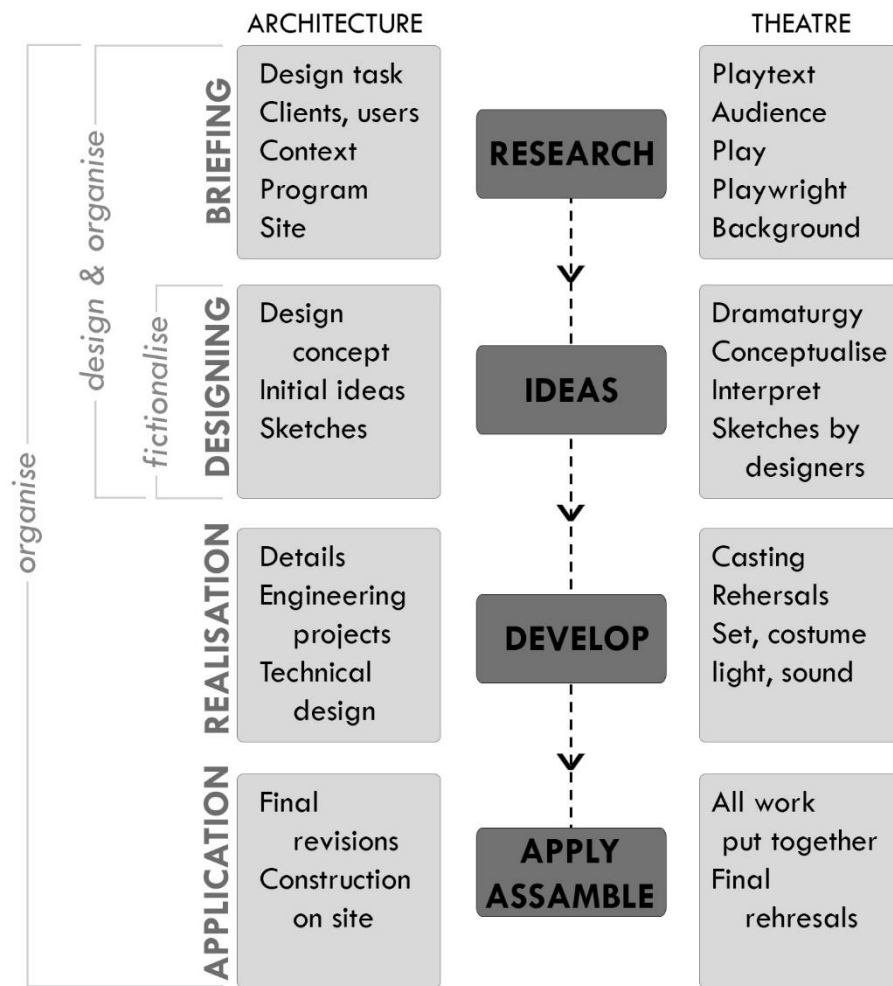 ARCHITECTURE
THEATRE
organise
design & organise
fictionalise
BRIEFING
Design task
Clients, users
Context
Program
Site
RESEARCH
Playtext
Audience
Play
Playwright
Background
DESIGNING
Design
concept
Initial ideas
Sketches
IDEAS
Dramaturgy
Conceptualise
Interpret
Sketches by
designers
REALISATION
Details
Engineering
projects
Technical
design
DEVELOP
Casting
Rehersals
Set, costume
light, sound
APPLICATION
Final
revisions
Construction
on site
APPLY
ASSAMBLE
All work
put together
Final
rehresals